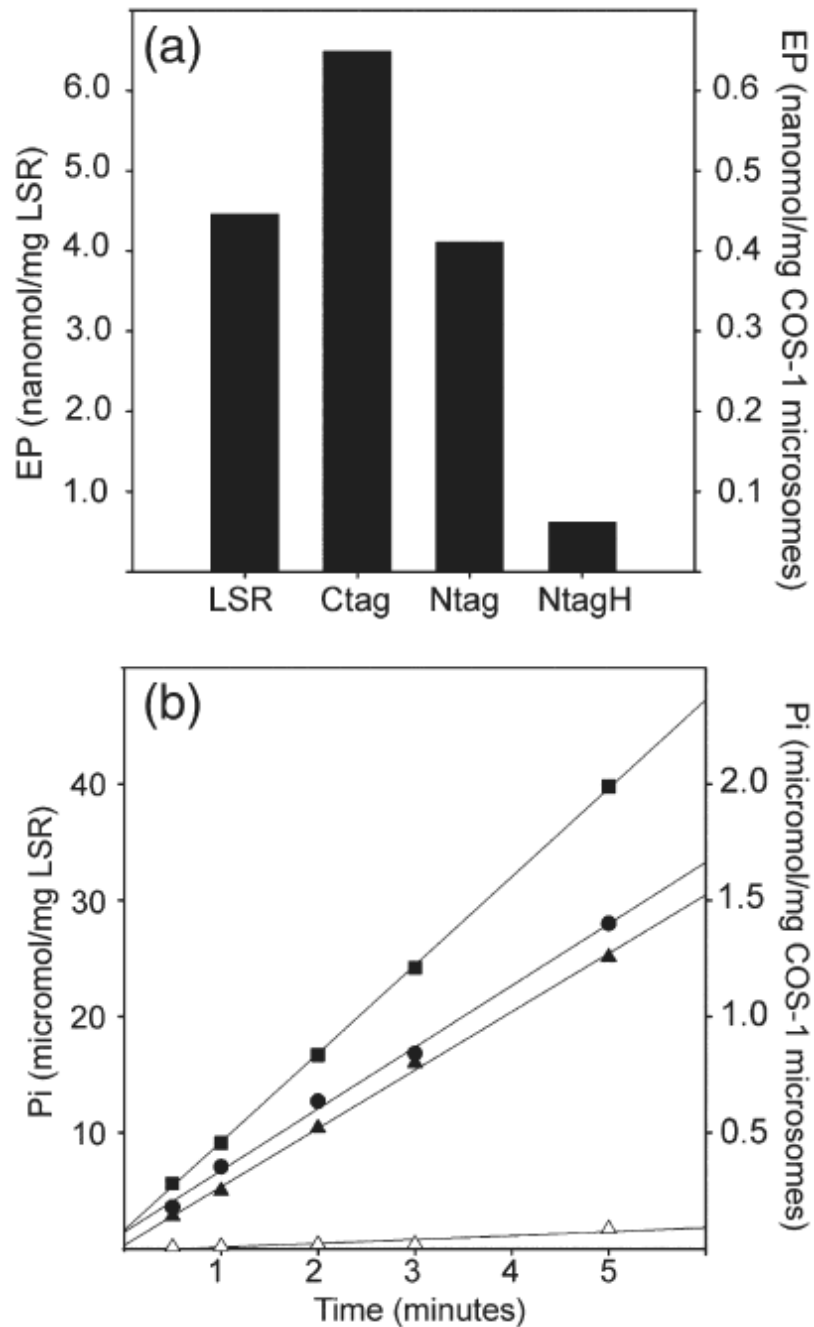 (a)
EP (nanomol/mg LSR)
6.0
5.0
4.0
3.0
2.0
1.0
EP (nanomol/mg COS-1 microsomes)
0.6
0.5
0.4
0.3
0.2
0.1
LSR Ctag Ntag NtagH
(b)
Pi (micromol/mg LSR)
40
30
20
10
Pi (micromol/mg COS-1 microsomes)
2.0
1.5
1.0
0.5
1 2 3 4 5
Time (minutes)